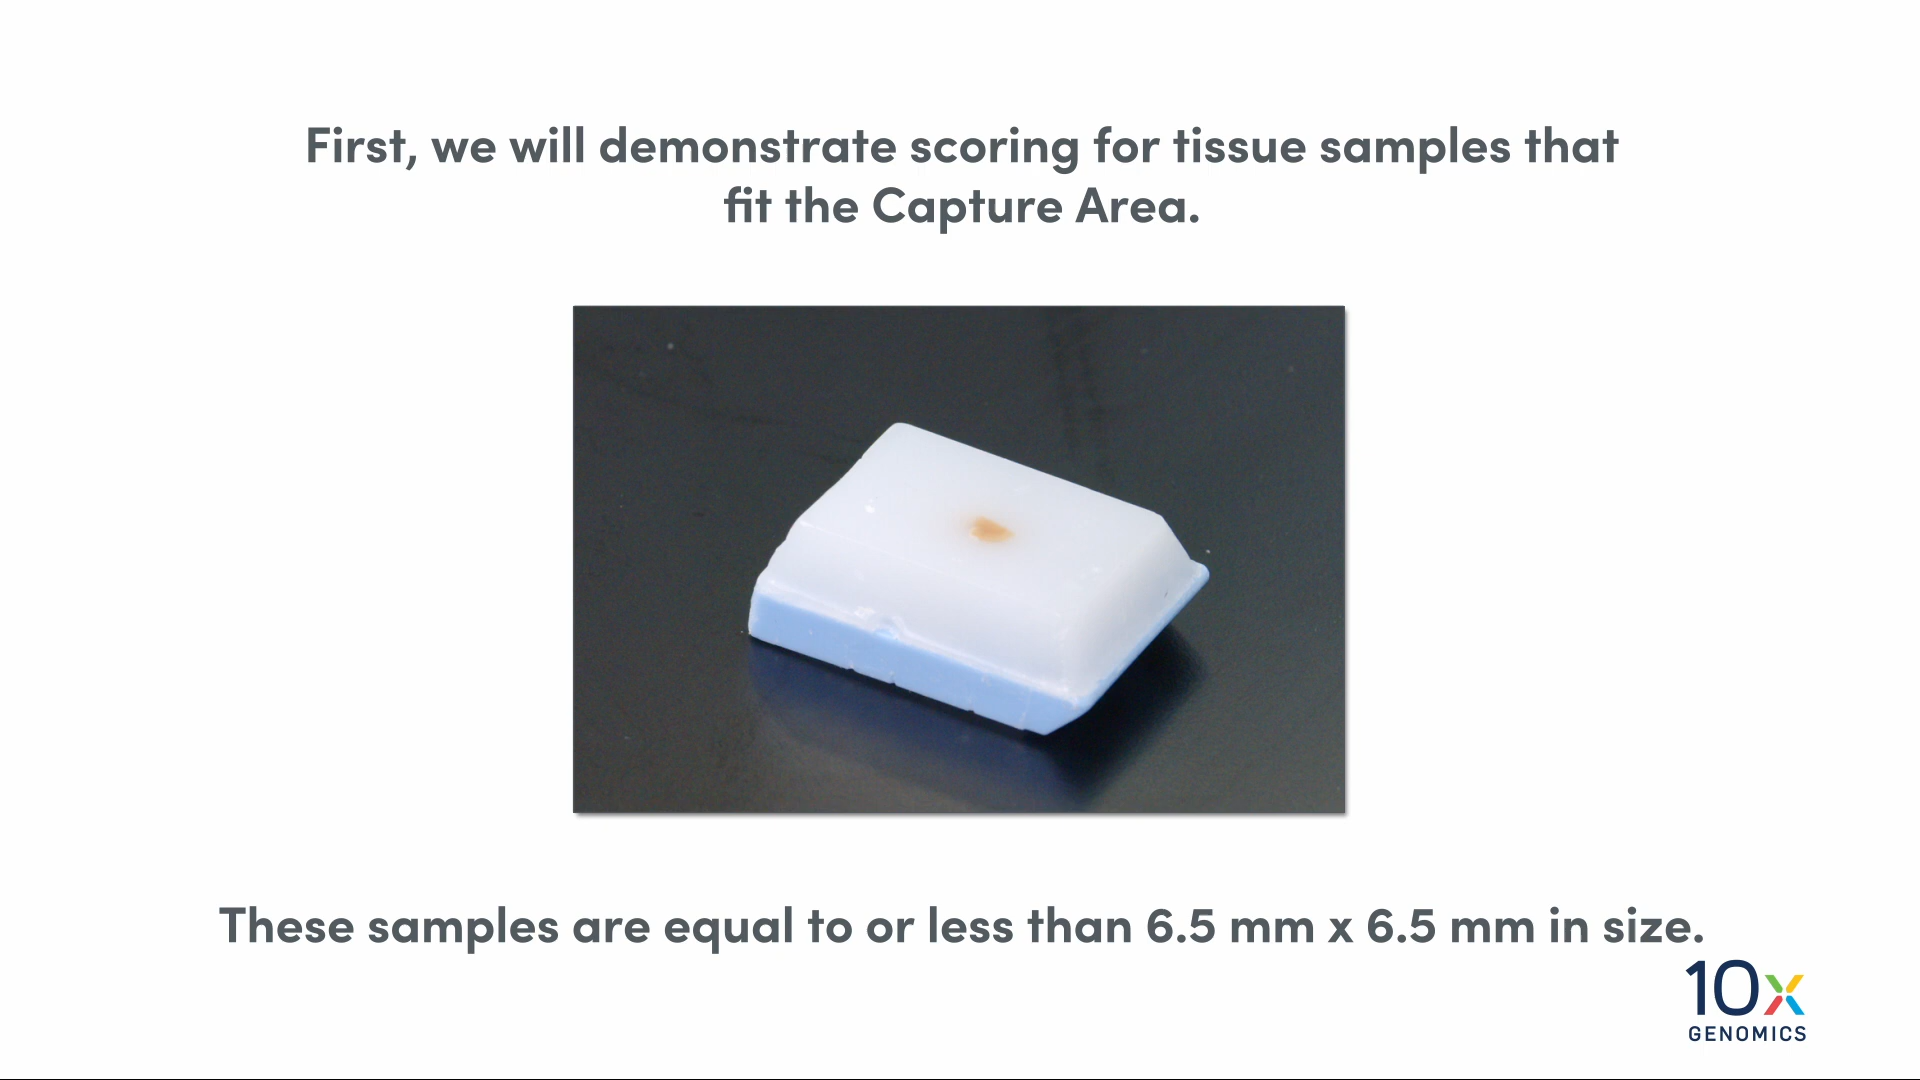 First, we will demonstrate scoring for tissue samples that
fit the Capture Area.
These samples are equal to or less than 6.5 mm x 6.5 mm in size.
10x
GENOMICS